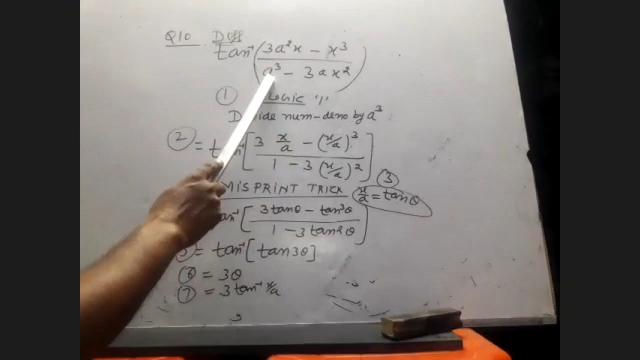 Q10 Diff
tan⁻¹ (3a²x − x³ / a³ − 3ax²)
① LOGIC '1'
Divide num-deno by a³
② = tan⁻¹ [3 x/a − (x/a)³ / 1 − 3 (x/a)²]
MISPRINT TRICK
③ x/a = tanθ
tan⁻¹ [3tanθ − tan³θ / 1 − 3tan²θ]
= tan⁻¹ [tan3θ]
⑥ = 3θ
⑦ = 3 tan⁻¹ x/a